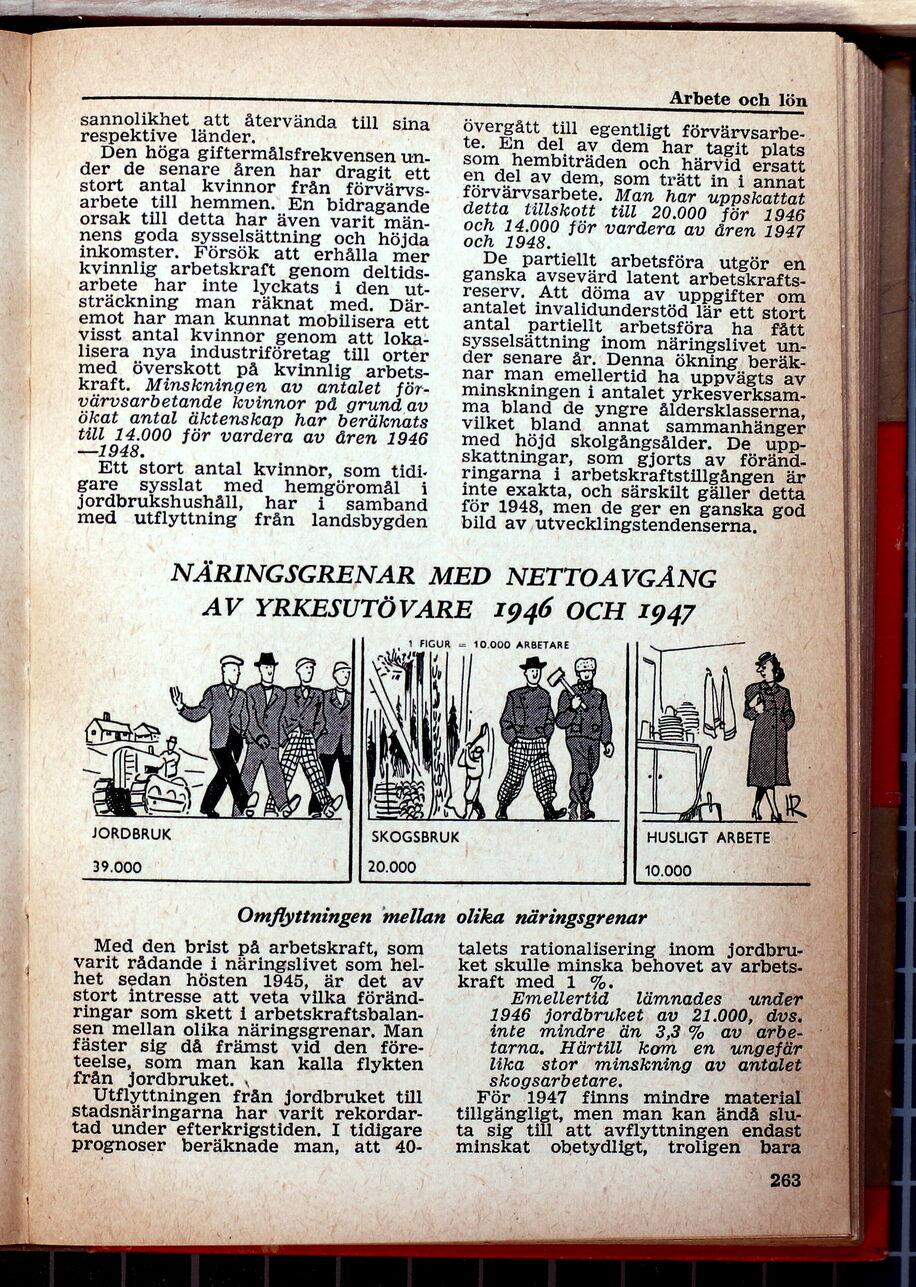 Arbete och lön
sannolikhet att återvända till sina
respektive länder.
Den höga giftermålsfrekvensen un-
der de senare åren har dragit ett
stort antal kvinnor från förvärvs-
arbete till hemmen. En bidragande
orsak till detta har även varit män-
nens goda sysselsättning och höjda
inkomster. Försök att erhålla mer
kvinnlig arbetskraft genom deltids-
arbete har inte lyckats i den ut-
sträckning man räknat med. Där-
emot har man kunnat mobilisera ett
visst antal kvinnor genom att loka-
lisera nya industriföretag till orter
med överskott på kvinnlig arbets-
kraft. Minskningen av antalet för-
värvsarbetande kvinnor på grund av
ökat antal äktenskap har beräknats
till 14.000 för vardera av åren 1946
—1948.
Ett stort antal kvinnor, som tidi-
gare sysslat med hemgöromål i
jordbrukshushåll, har i samband
med utflyttning från landsbygden
övergått till egentligt förvärvsarbe-
te. En del av dem har tagit plats
som hembiträden och härvid ersatt
en del av dem, som trätt in i annat
förvärvsarbete. Man har uppskattat
detta tillskott till 20.000 för 1946
och 14.000 för vardera av åren 1947
och 1948.
De partiellt arbetsföra utgör en
ganska avsevärd latent arbetskrafts-
reserv. Att döma av uppgifter om
antalet invalidunderstöd lär ett stort
antal partiellt arbetsföra ha fått
sysselsättning inom näringslivet un-
der senare år. Denna ökning beräk-
nar man emellertid ha uppvägts av
minskningen i antalet yrkesverksam-
ma bland de yngre åldersklasserna,
vilket bland annat sammanhänger
med höjd skolgångsålder. De upp-
skattningar, som gjorts av föränd-
ringarna i arbetskraftstillgången är
inte exakta, och särskilt gäller detta
för 1948, men de ger en ganska god
bild av utvecklingstendenserna.
NÄRINGSGRENAR MED NETTOAVGÅNG
AV YRKESUTÖVARE 1946 OCH 1947
1 FIGUR = 10.000 ARBETARE
HR
JORDBRUK
39.000
SKOGSBRUK
20.000
HUSLIGT ARBETE
10.000
Omflyttningen mellan olika näringsgrenar
Med den brist på arbetskraft, som
varit rådande i näringslivet som hel-
het sedan hösten 1945, är det av
stort intresse att veta vilka föränd-
ringar som skett i arbetskraftsbalan-
sen mellan olika näringsgrenar. Man
fäster sig då främst vid den före-
teelse, som man kan kalla flykten
från jordbruket.
Utflyttningen från jordbruket till
stadsnäringarna har varit rekordar-
tad under efterkrigstiden. I tidigare
prognoser beräknade man, att 40-
talets rationalisering inom jordbru-
ket skulle minska behovet av arbets-
kraft med 1 %.
Emellertid lämnades under
1946 jordbruket av 21.000, dvs.
inte mindre än 3,3 % av arbe-
tarna. Härtill kom en ungefär
lika stor minskning av antalet
skogsarbetare.
För 1947 finns mindre material
tillgängligt, men man kan ändå slu-
ta sig till att avflyttningen endast
minskat obetydligt, troligen bara
263